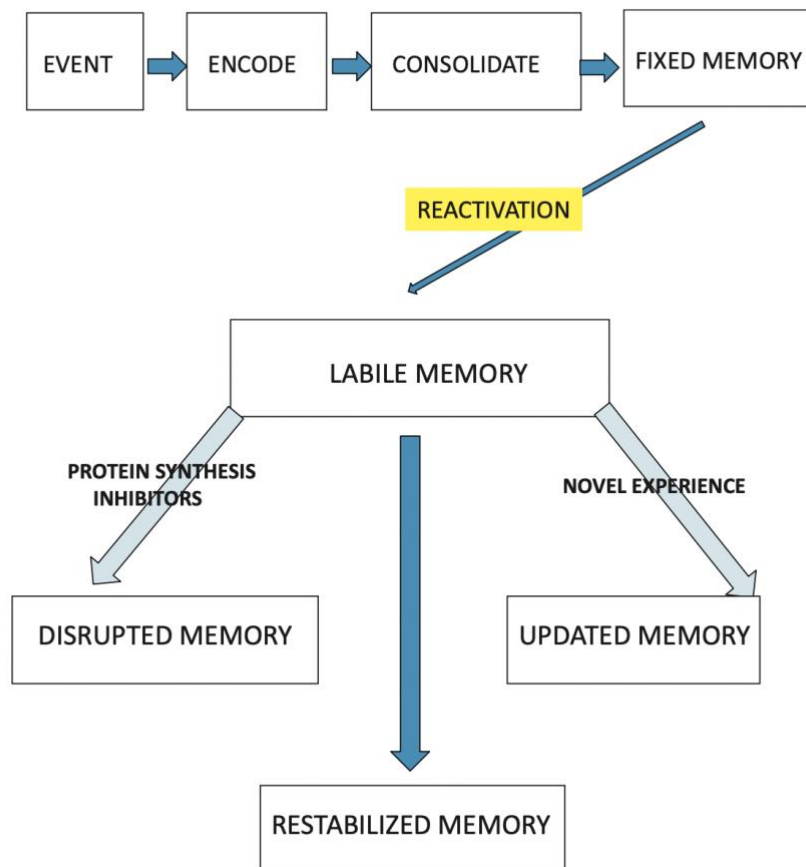 EVENT
ENCODE
CONSOLIDATE
FIXED MEMORY
REACTIVATION
LABILE MEMORY
PROTEIN SYNTHESIS
INHIBITORS
NOVEL EXPERIENCE
DISRUPTED MEMORY
UPDATED MEMORY
RESTABILIZED MEMORY